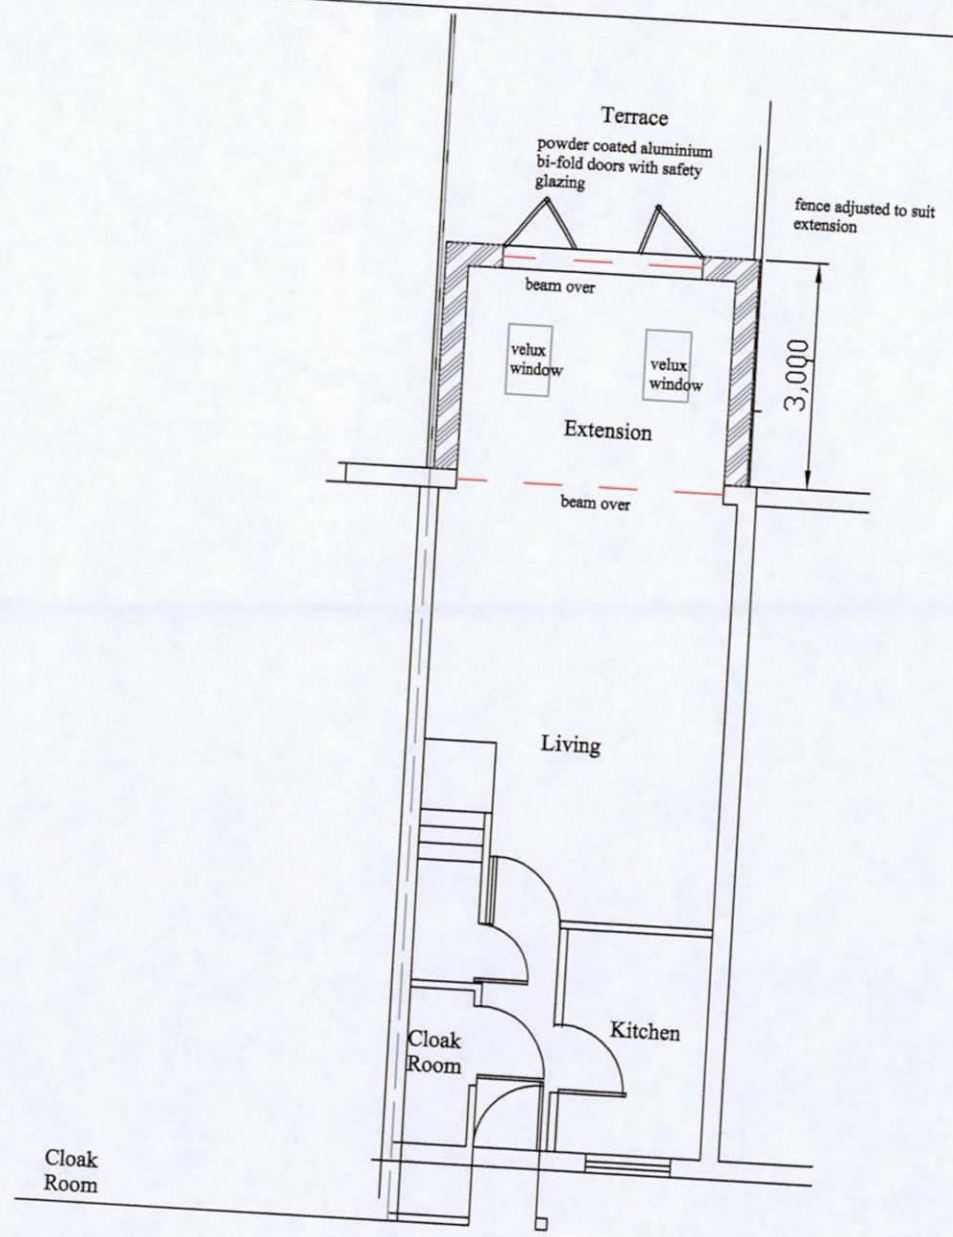 Terrace
powder coated aluminium
bi-fold doors with safety
glazing
fence adjusted to suit
extension
beam over
velux
window
velux
window
3,000
Extension
beam over
Living
Kitchen
Cloak
Room
Cloak
Room